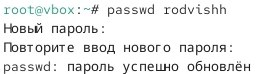 root@vbox:~# passwd rodvishh
Новый пароль:
Повторите ввод нового пароля:
passwd: пароль успешно обновлён